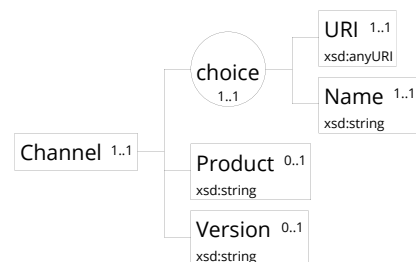 URI 1..1
xsd:anyURI
choice
1..1
Name 1..1
xsd:string
Channel 1..1
Product 0..1
xsd:string
Version 0..1
xsd:string